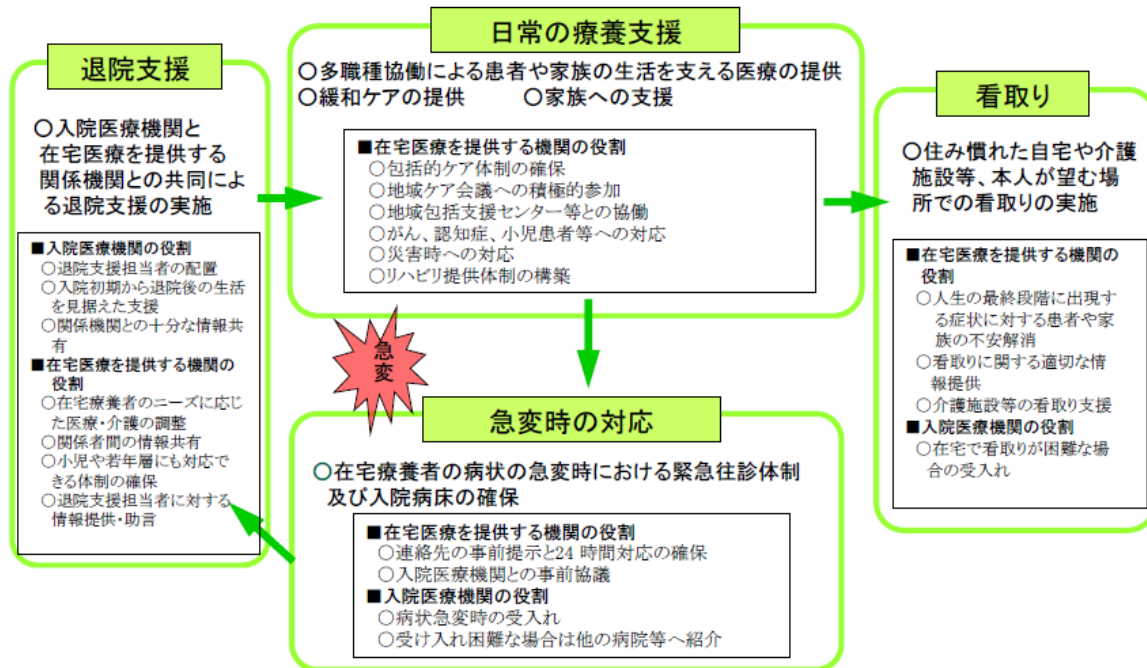 退院支援
○入院医療機関と
在宅医療を提供する
関係機関との共同によ
る退院支援の実施
■入院医療機関の役割
○退院支援担当者の配置
○入院初期から退院後の生活
を見据えた支援
○関係機関との十分な情報共
有
■在宅医療を提供する機関の
役割
○在宅療養者のニーズに応じ
た医療・介護の調整
○関係者間の情報共有
○小児や若年層にも対応で
きる体制の確保
○退院支援担当者に対する
情報提供・助言
日常の療養支援
○多職種協働による患者や家族の生活を支える医療の提供
○緩和ケアの提供 ○家族への支援
■在宅医療を提供する機関の役割
○包括的ケア体制の確保
○地域ケア会議への積極的参加
○地域包括支援センター等との協働
○がん、認知症、小児患者等への対応
○災害時への対応
○リハビリ提供体制の構築
急変
急変時の対応
○在宅療養者の病状の急変時における緊急往診体制
及び入院病床の確保
■在宅医療を提供する機関の役割
○連絡先の事前提示と24 時間対応の確保
○入院医療機関との事前協議
■入院医療機関の役割
○病状急変時の受入れ
○受け入れ困難な場合は他の病院等へ紹介
看取り
○住み慣れた自宅や介護
施設等、本人が望む場
所での看取りの実施
■在宅医療を提供する機関の
役割
○人生の最終段階に出現す
る症状に対する患者や家
族の不安解消
○看取りに関する適切な情
報提供
○介護施設等の看取り支援
■入院医療機関の役割
○在宅で看取りが困難な場
合の受入れ